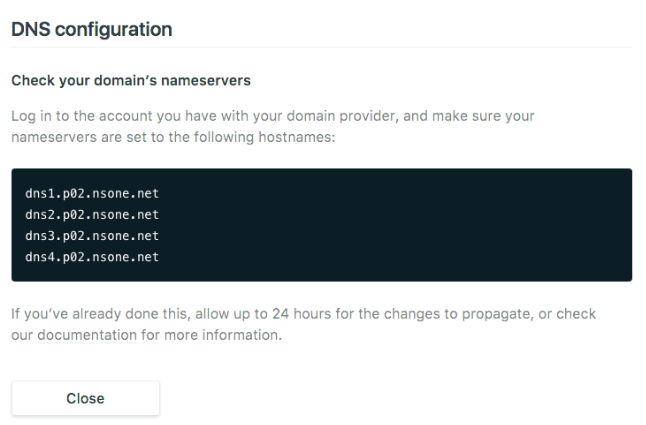 DNS configuration
Check your domain’s nameservers
Log in to the account you have with your domain provider, and make sure your
nameservers are set to the following hostnames:
dns1.p02.nsone.net
dns2.p02.nsone.net
dns3.p02.nsone.net
dns4.p02.nsone.net
If you’ve already done this, allow up to 24 hours for the changes to propagate, or check
our documentation for more information.
Close